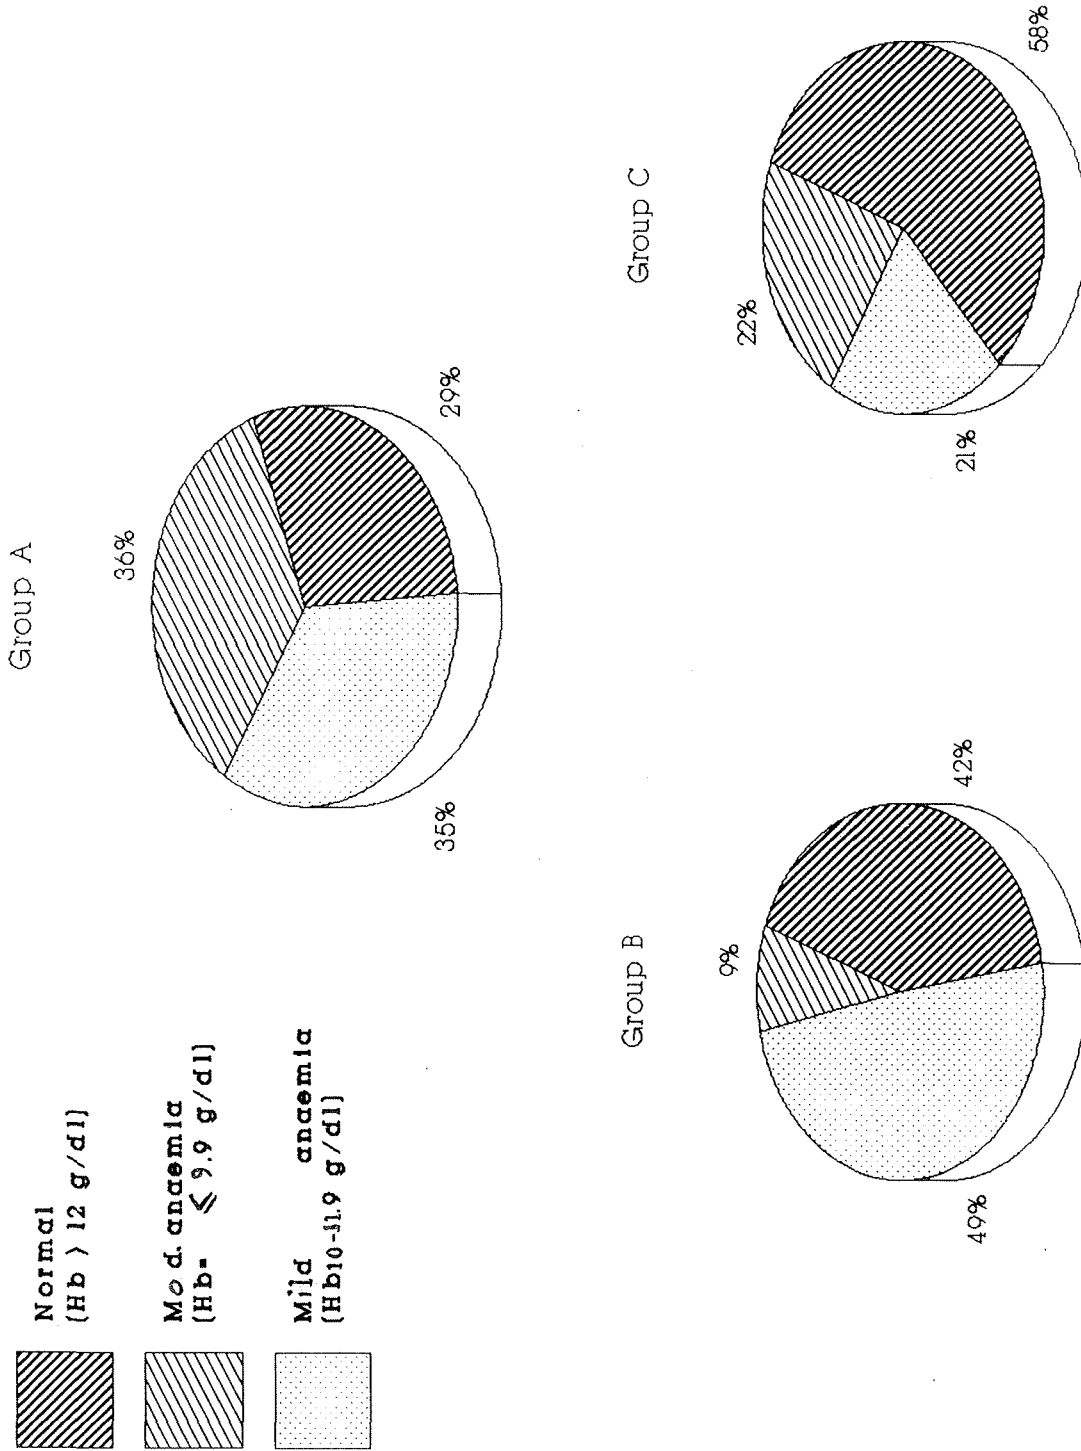 Group A
36%
35%
29%
Normal
(Hb > 12 g/dl)
Mod. anaemia
(Hb= ≤ 9.9 g/dl)
Mild anaemia
(Hb10-11.9 g/dl)
Group B
9%
49%
42%
Group C
22%
21%
58%